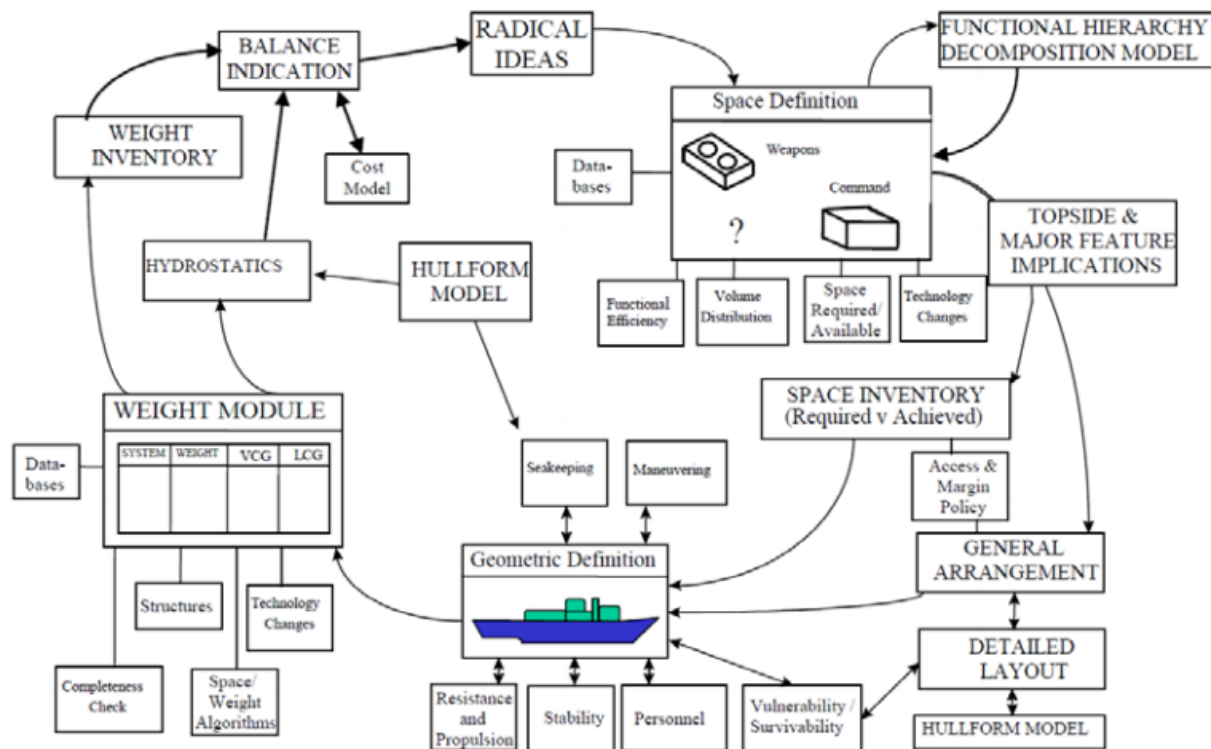 BALANCE
INDICATION
RADICAL
IDEAS
FUNCTIONAL HIERARCHY
DECOMPOSITION MODEL
WEIGHT
INVENTORY
Cost
Model
Space Definition
Weapons
Command
?
Data-
bases
TOPSIDE &
MAJOR FEATURE
IMPLICATIONS
HYDROSTATICS
HULLFORM
MODEL
Functional
Efficiency
Volume
Distribution
Space
Required/
Available
Technology
Changes
WEIGHT MODULE
SYSTEM WEIGHT VCG LCG
Data-
bases
SPACE INVENTORY
(Required v Achieved)
Seakeeping
Maneuvering
Access &
Margin
Policy
Geometric Definition
GENERAL
ARRANGEMENT
Structures
Technology
Changes
Completeness
Check
Space/
Weight
Algorithms
DETAILED
LAYOUT
Resistance
and
Propulsion
Stability
Personnel
Vulnerability /
Survivability
HULLFORM MODEL